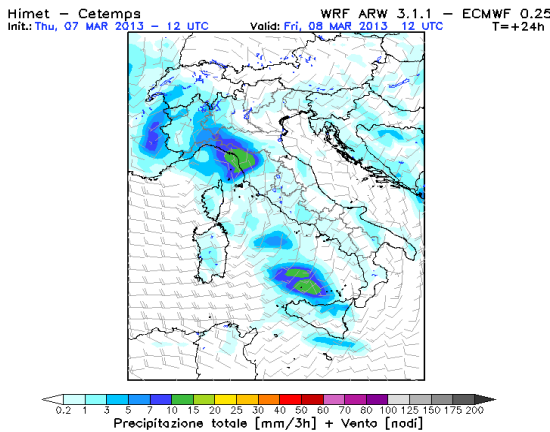 Himet – Cetemps WRF ARW 3.1.1 – ECMWF 0.25
Init.: Thu, 07 MAR 2013 – 12 UTC Valid: Fri, 08 MAR 2013 12 UTC T=+24h
0.2 1 3 5 7 10 15 20 25 30 40 50 60 70 80 100 125 150 175 200
Precipitazione totale [mm/3h] + Vento [nodi]